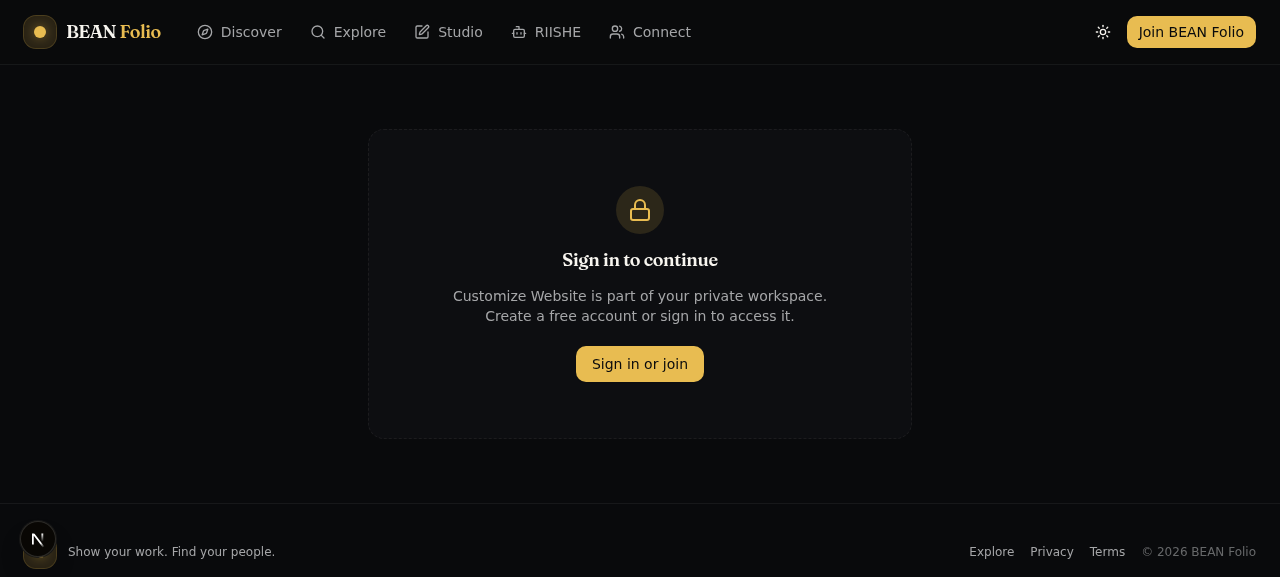 BEAN Folio
Discover
Explore
Studio
RIISHE
Connect
Join BEAN Folio
Sign in to continue
Customize Website is part of your private workspace.
Create a free account or sign in to access it.
Sign in or join
N
Show your work. Find your people.
Explore
Privacy
Terms
© 2026 BEAN Folio